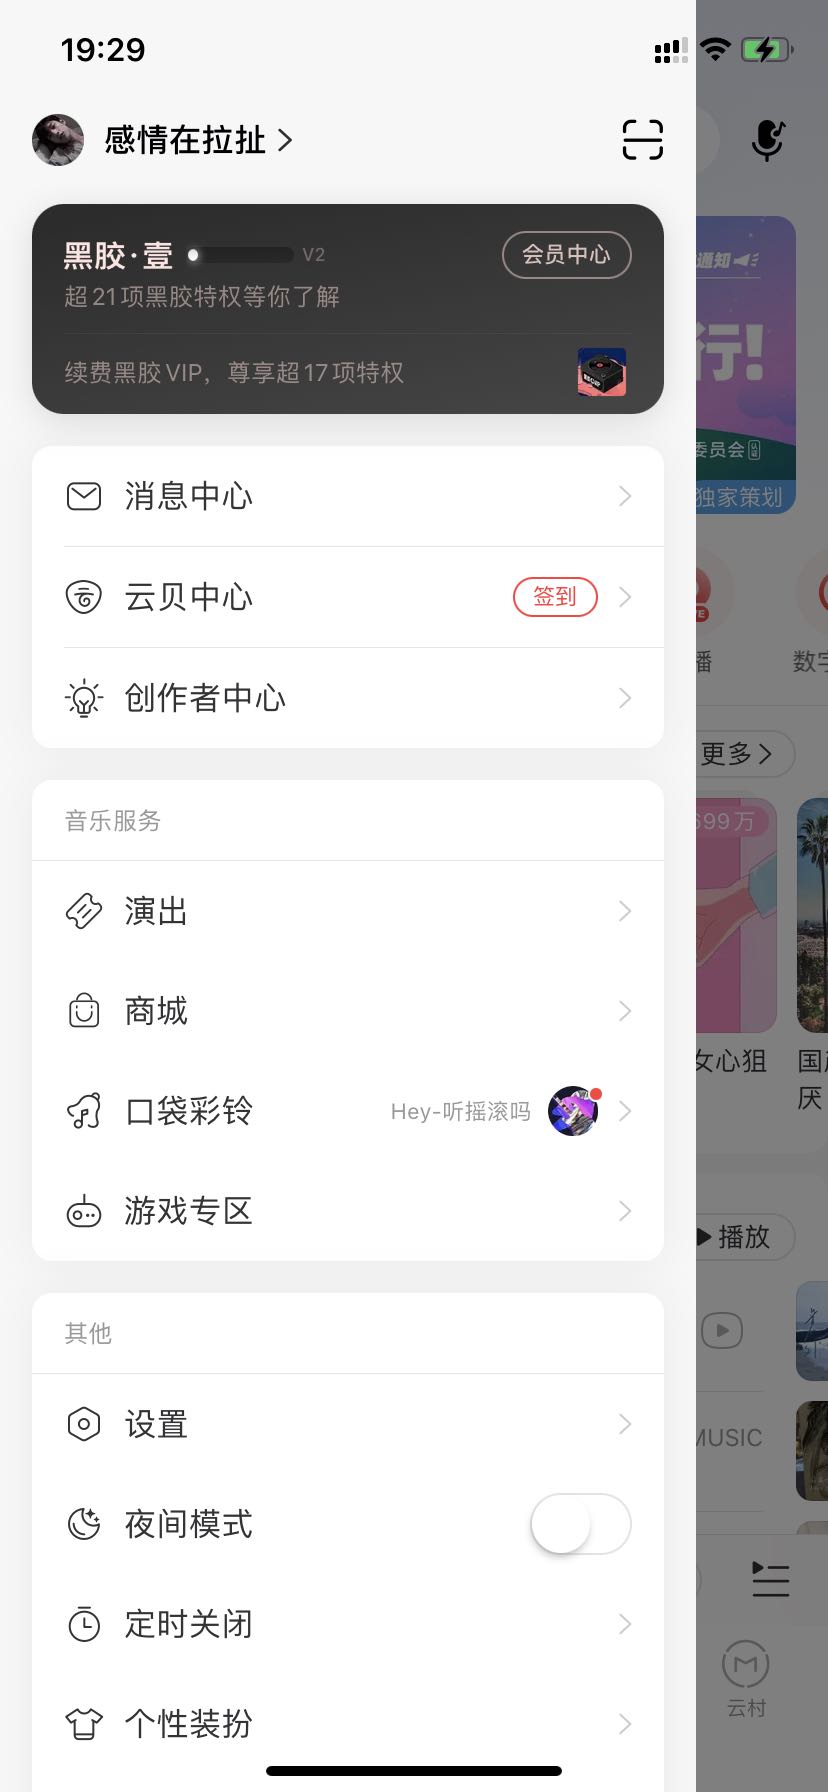 19:29
感情在拉扯
黑胶·壹 V2
会员中心
超21项黑胶特权等你了解
续费黑胶VIP，尊享超17项特权
消息中心
云贝中心
签到
创作者中心
音乐服务
演出
商城
口袋彩铃
Hey-听摇滚吗
游戏专区
其他
设置
夜间模式
定时关闭
个性装扮
通知
行!
委员会
独家策划
播
数字
更多
699万
女心狙
国产
厌
播放
MUSIC
云村